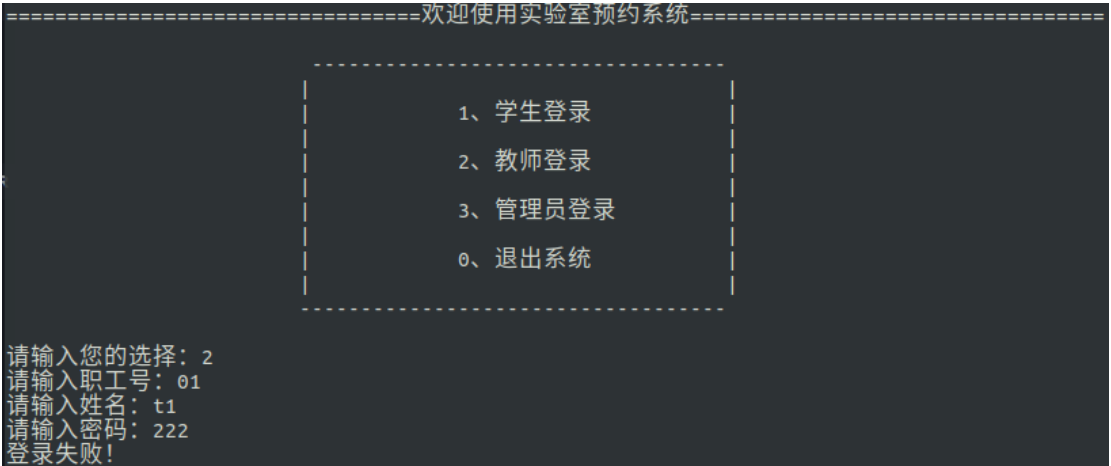 ==================================欢迎使用实验室预约系统==================================
----------------------------------
1、学生登录
2、教师登录
3、管理员登录
0、退出系统
-----------------------------------
请输入您的选择：2
请输入职工号：01
请输入姓名：t1
请输入密码：222
登录失败！